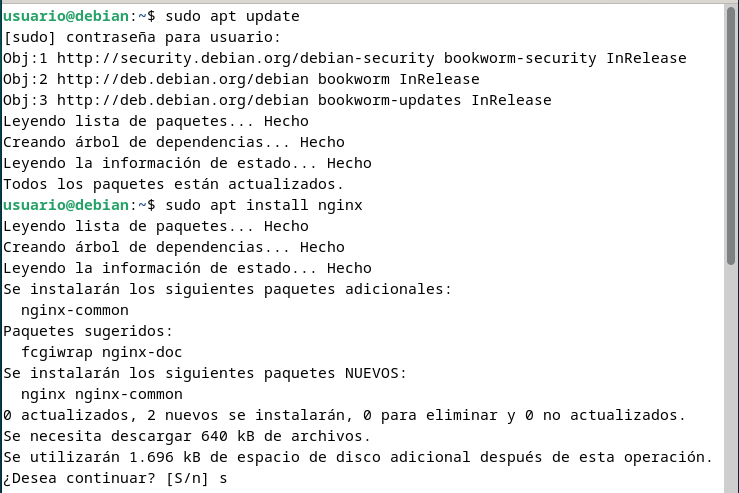 usuario@debian:~$ sudo apt update
[sudo] contraseña para usuario:
Obj:1 http://security.debian.org/debian-security bookworm-security InRelease
Obj:2 http://deb.debian.org/debian bookworm InRelease
Obj:3 http://deb.debian.org/debian bookworm-updates InRelease
Leyendo lista de paquetes... Hecho
Creando árbol de dependencias... Hecho
Leyendo la información de estado... Hecho
Todos los paquetes están actualizados.
usuario@debian:~$ sudo apt install nginx
Leyendo lista de paquetes... Hecho
Creando árbol de dependencias... Hecho
Leyendo la información de estado... Hecho
Se instalarán los siguientes paquetes adicionales:
  nginx-common
Paquetes sugeridos:
  fcgiwrap nginx-doc
Se instalarán los siguientes paquetes NUEVOS:
  nginx nginx-common
0 actualizados, 2 nuevos se instalarán, 0 para eliminar y 0 no actualizados.
Se necesita descargar 640 kB de archivos.
Se utilizarán 1.696 kB de espacio de disco adicional después de esta operación.
¿Desea continuar? [S/n] s